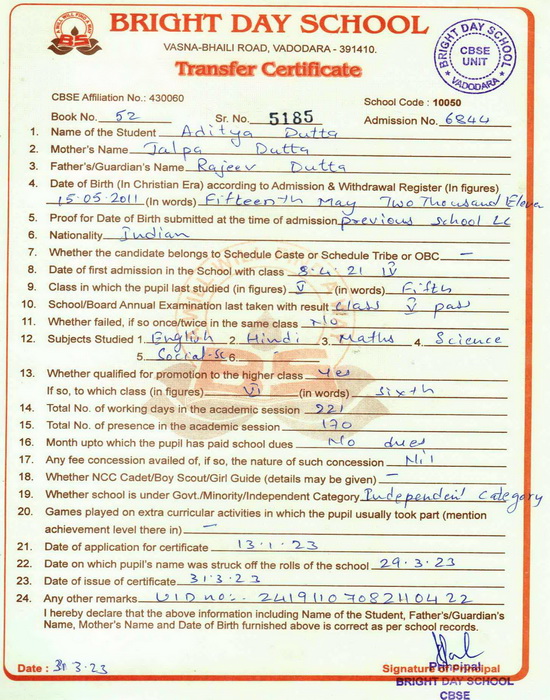 BRIGHT DAY SCHOOL
VASNA-BHAILI ROAD, VADODARA - 391410.
BRIGHT DAY SCHOOL
CBSE
UNIT
VADODARA
Transfer Certificate
CBSE Affiliation No.: 430060
School Code : 10050
Book No. 52 Sr. No. 5185 Admission No. 6844
1. Name of the Student Aditya Dutta
2. Mother's Name Jalpa Dutta
3. Father's/Guardian's Name Rajeev Dutta
4. Date of Birth (In Christian Era) according to Admission & Withdrawal Register (In figures)
15.05.2011 (In words) Fifteenth May Two Thousand Eleva
5. Proof for Date of Birth submitted at the time of admission previous school LC
6. Nationality Indian
7. Whether the candidate belongs to Schedule Caste or Schedule Tribe or OBC —
8. Date of first admission in the School with class 8.4.21 IV
9. Class in which the pupil last studied (in figures) V (in words) Fifth
10. School/Board Annual Examination last taken with result class V pass
11. Whether failed, if so once/twice in the same class No
12. Subjects Studied 1. English 2. Hindi 3. Maths 4. Science
5. Social-sc 6.
13. Whether qualified for promotion to the higher class Yes
If so, to which class (in figures) VI (in words) sixth
14. Total No. of working days in the academic session 221
15. Total No. of presence in the academic session 170
16. Month upto which the pupil has paid school dues No dues
17. Any fee concession availed of, if so, the nature of such concession Nil
18. Whether NCC Cadet/Boy Scout/Girl Guide (details may be given) —
19. Whether school is under Govt./Minority/Independent Category Independent category
20. Games played on extra curricular activities in which the pupil usually took part (mention
achievement level there in) —
21. Date of application for certificate 13.1.23
22. Date on which pupil's name was struck off the rolls of the school 29.3.23
23. Date of issue of certificate 31.3.23
24. Any other remarks UID no:- 2419110708211042 2
I hereby declare that the above information including Name of the Student, Father's/Guardian's
Name, Mother's Name and Date of Birth furnished above is correct as per school records.
Date : 31.3.23
Signature of Principal
Principal
BRIGHT DAY SCHOOL
CBSE